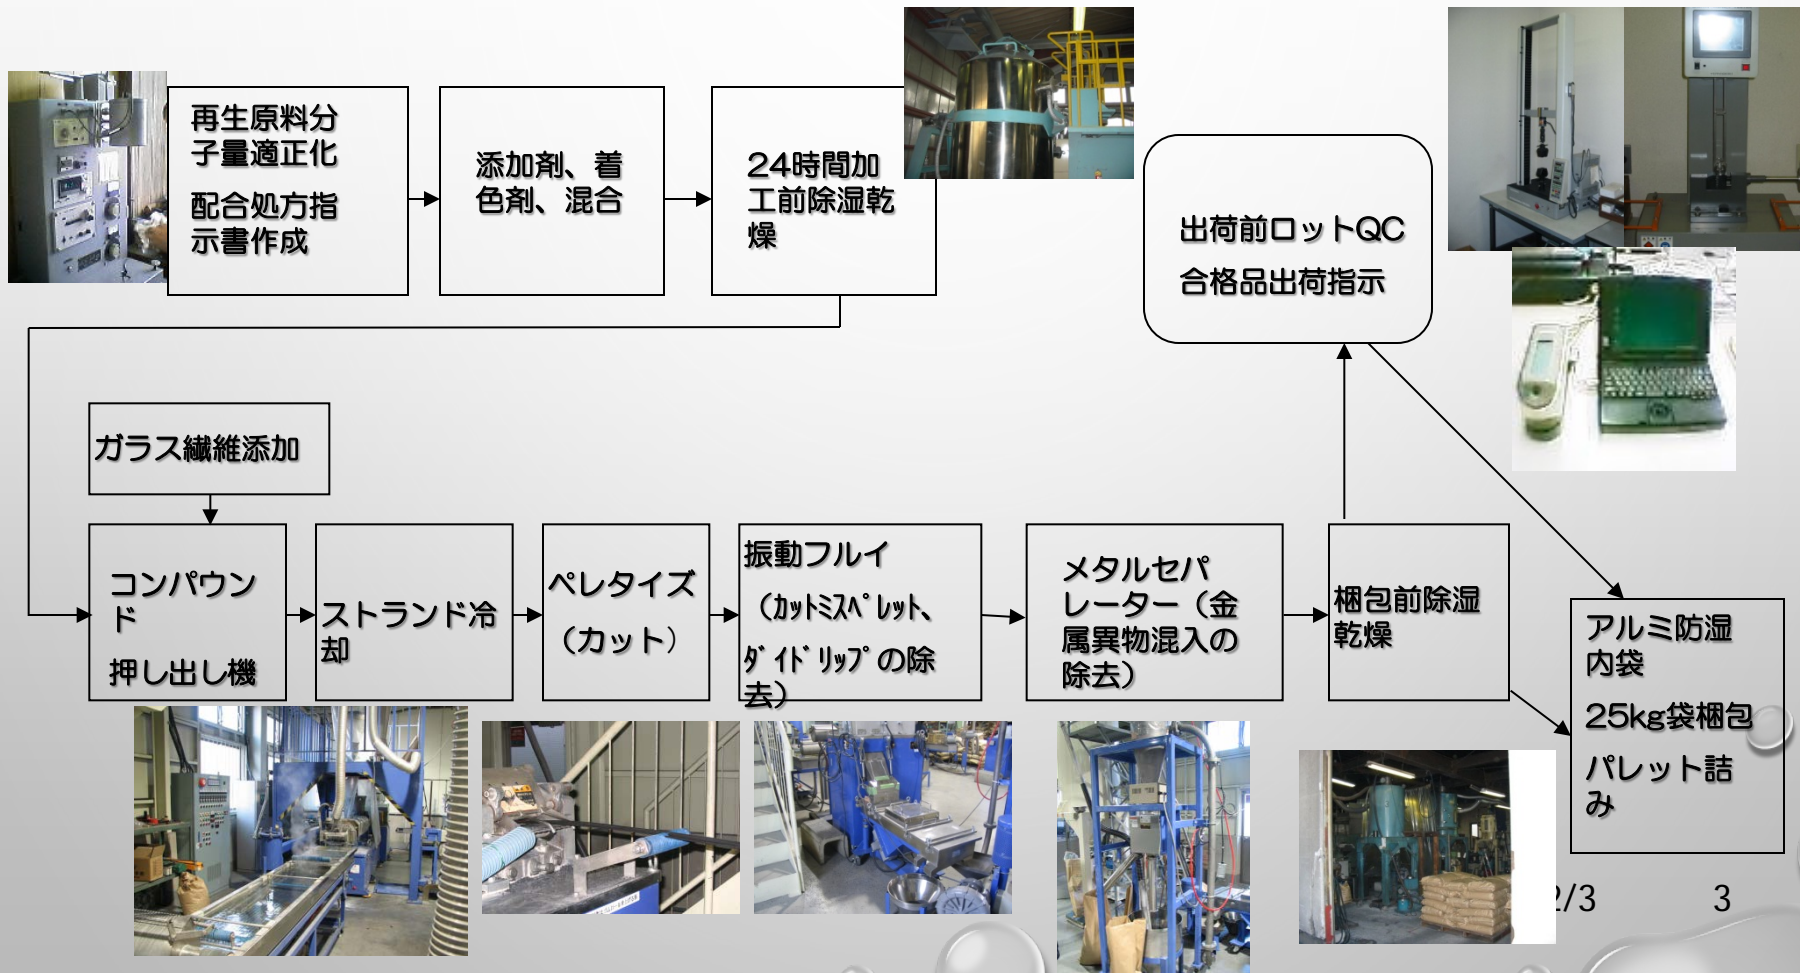 再生原料分
子量適正化
配合処方指
示書作成
添加剤、着
色剤、混合
24時間加
工前除湿乾
燥
出荷前ロットQC
合格品出荷指示
ガラス繊維添加
コンパウン
ド
押し出し機
ストランド冷
却
ペレタイズ
（カット）
振動フルイ
（ｶｯﾄﾐｽﾍﾟﾚｯﾄ、
ﾀﾞｲﾄﾞﾘｯﾌﾟの除
去）
メタルセパ
レーター（金
属異物混入の
除去）
梱包前除湿
乾燥
アルミ防湿
内袋
25kg袋梱包
パレット詰
み
2/3
3